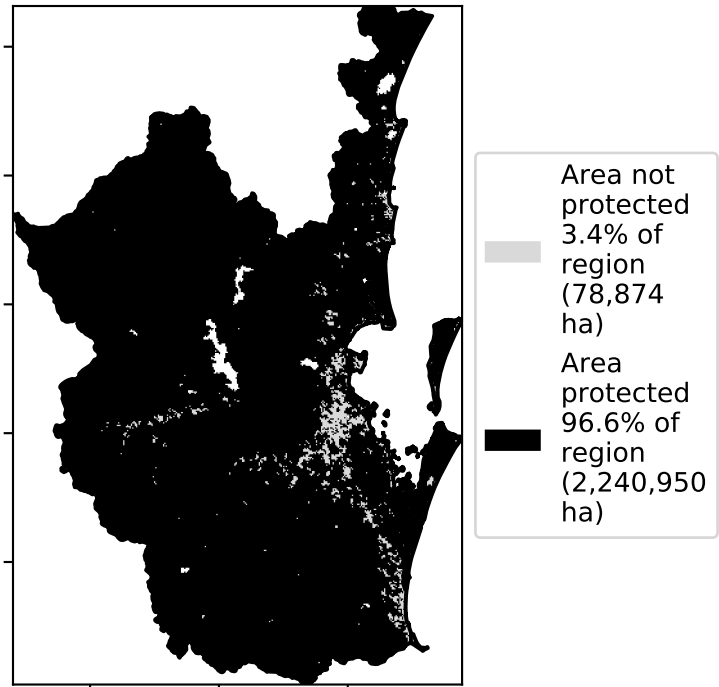 Area not
protected
3.4% of
region
(78,874
ha)
Area
protected
96.6% of
region
(2,240,950
ha)